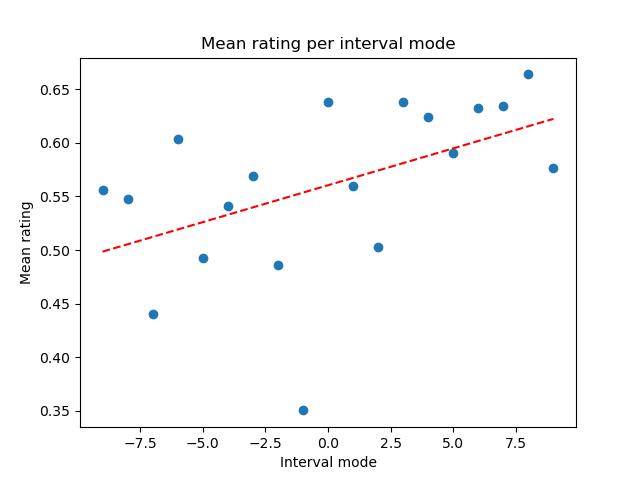 Mean rating per interval mode
Mean rating
0.65
0.60
0.55
0.50
0.45
0.40
0.35
−7.5 −5.0 −2.5 0.0 2.5 5.0 7.5
Interval mode